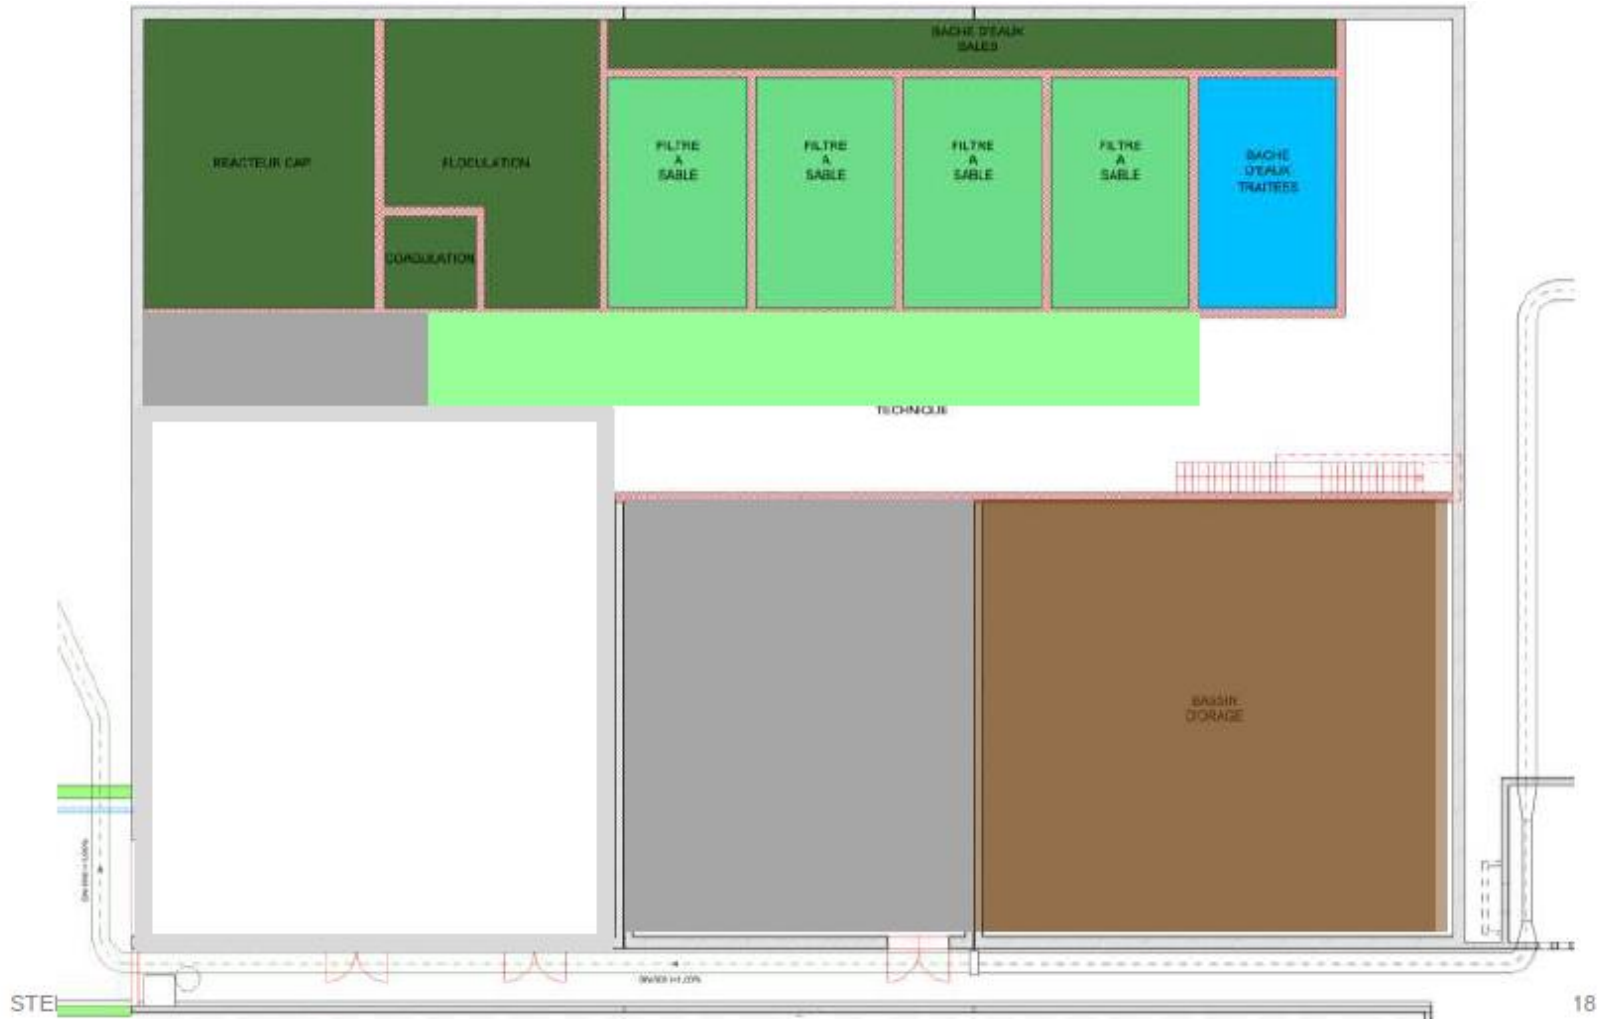 BACHE D'EAUX
SALES
REACTEUR CAP
FLOCULATION
FILTRE
A
SABLE
FILTRE
A
SABLE
FILTRE
A
SABLE
FILTRE
A
SABLE
BACHE
D'EAUX
TRAITEES
COAGULATION
TECHNIQUE
BASSIN
D'ORAGE
STE
18